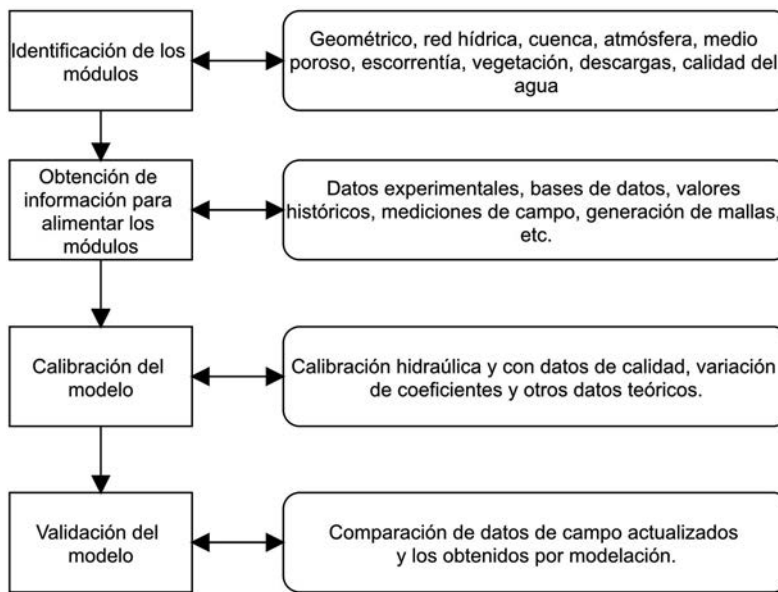 Identificación de los
módulos
Geométrico, red hídrica, cuenca, atmósfera, medio
poroso, escorrentía, vegetación, descargas, calidad del
agua
Obtención de
información para
alimentar los
módulos
Datos experimentales, bases de datos, valores
históricos, mediciones de campo, generación de mallas,
etc.
Calibración del
modelo
Calibración hidraúlica y con datos de calidad, variación
de coeficientes y otros datos teóricos.
Validación del
modelo
Comparación de datos de campo actualizados
y los obtenidos por modelación.